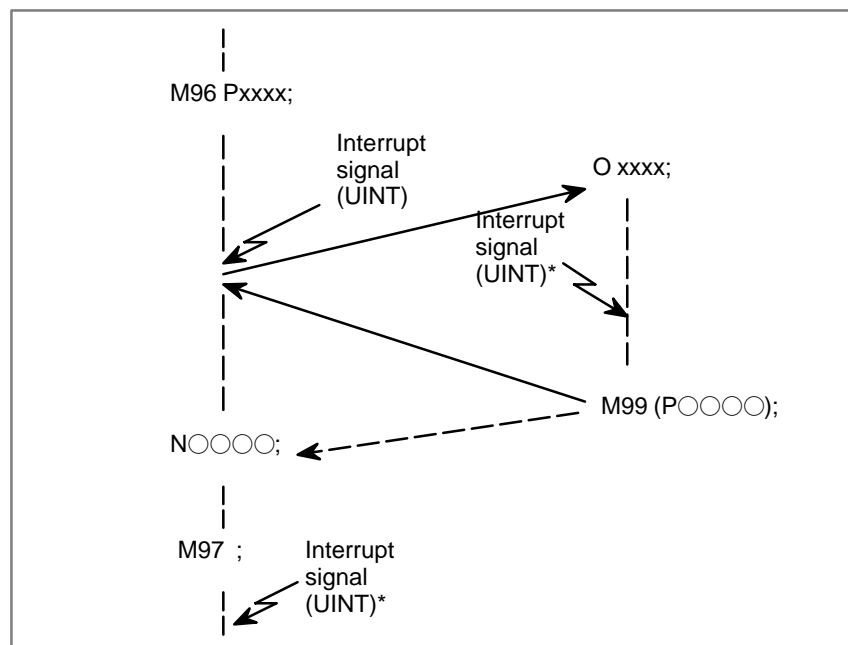 M96 Pxxxx;
Interrupt
signal
(UINT)
O xxxx;
Interrupt
signal
(UINT)*
M99 (P○○○○);
N○○○○;
M97 ;
Interrupt
signal
(UINT)*